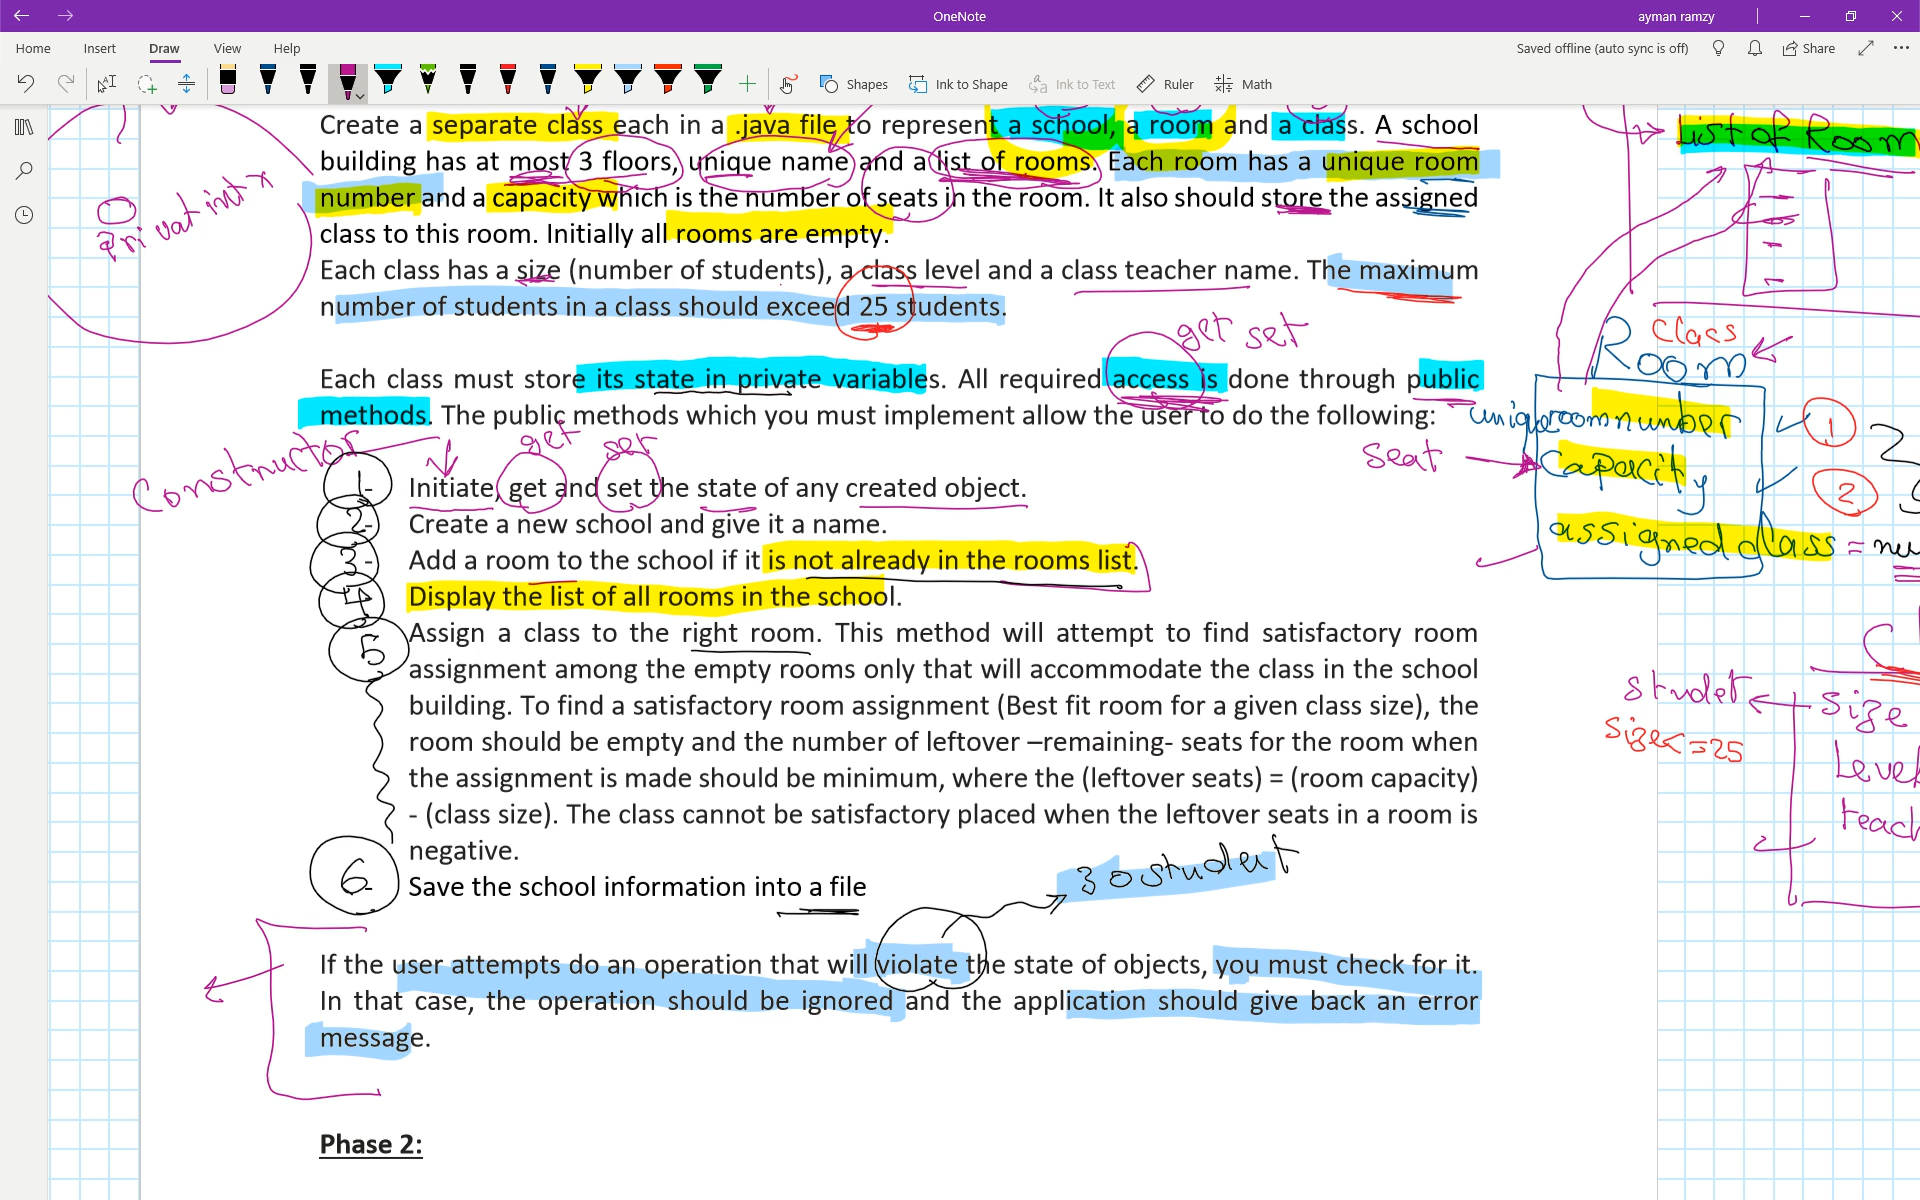 OneNote
ayman ramzy
Home Insert Draw View Help
Saved offline (auto sync is off)
Share
Shapes
Ink to Shape
Ink to Text
Ruler
Math
Create a separate class each in a .java file to represent a school, a room and a class. A school
building has at most 3 floors, unique name and a list of rooms. Each room has a unique room
number and a capacity which is the number of seats in the room. It also should store the assigned
class to this room. Initially all rooms are empty.
Each class has a size (number of students), a class level and a class teacher name. The maximum
number of students in a class should exceed 25 students.
get set
Each class must store its state in private variables. All required access is done through public
methods. The public methods which you must implement allow the user to do the following:
Constructor
get set
1- Initiate, get and set the state of any created object.
2- Create a new school and give it a name.
3- Add a room to the school if it is not already in the rooms list.
4- Display the list of all rooms in the school.
5 Assign a class to the right room. This method will attempt to find satisfactory room
assignment among the empty rooms only that will accommodate the class in the school
building. To find a satisfactory room assignment (Best fit room for a given class size), the
room should be empty and the number of leftover –remaining- seats for the room when
the assignment is made should be minimum, where the (leftover seats) = (room capacity)
- (class size). The class cannot be satisfactory placed when the leftover seats in a room is
negative.
6- Save the school information into a file
30 student
If the user attempts do an operation that will violate the state of objects, you must check for it.
In that case, the operation should be ignored and the application should give back an error
message.
Phase 2:
List of Room
class
Room
unique room number 1
Seat
Capacity 2
assigned class =
studet size
size <= 25
Level